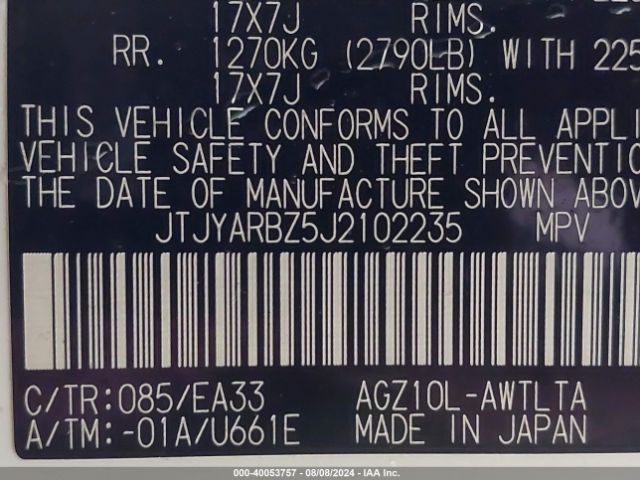 17X7J RIMS.
RR. 1270KG (2790LB) WITH 225
17X7J RIMS.
THIS VEHICLE CONFORMS TO ALL APPLI
VEHICLE SAFETY AND THEFT PREVENTIO
THE DATE OF MANUFACTURE SHOWN ABOV
JTJYARBZ5J2102235 MPV
C/TR:085/EA33 AGZ10L-AWTLTA
A/TM:-01A/U661E MADE IN JAPAN
000-40053757 - 08/08/2024 - IAA Inc.